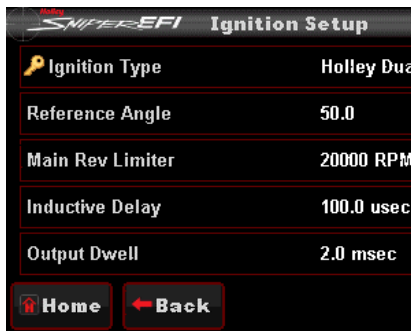 Holley
SNIPER EFI Ignition Setup
Ignition Type Holley Dua
Reference Angle 50.0
Main Rev Limiter 20000 RPM
Inductive Delay 100.0 usec
Output Dwell 2.0 msec
Home Back